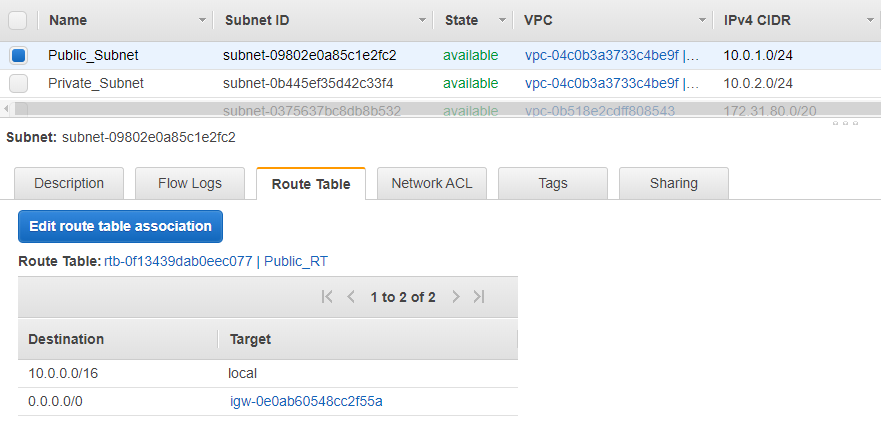 Name Subnet ID State VPC IPv4 CIDR
Public_Subnet subnet-09802e0a85c1e2fc2 available vpc-04c0b3a3733c4be9f |... 10.0.1.0/24
Private_Subnet subnet-0b445ef35d42c33f4 available vpc-04c0b3a3733c4be9f |... 10.0.2.0/24
subnet-0375637bc8db8b532 available vpc-0b518e2cdff808543 172.31.80.0/20
Subnet: subnet-09802e0a85c1e2fc2
Description Flow Logs Route Table Network ACL Tags Sharing
Edit route table association
Route Table: rtb-0f13439dab0eec077 | Public_RT
1 to 2 of 2
Destination Target
10.0.0.0/16 local
0.0.0.0/0 igw-0e0ab60548cc2f55a